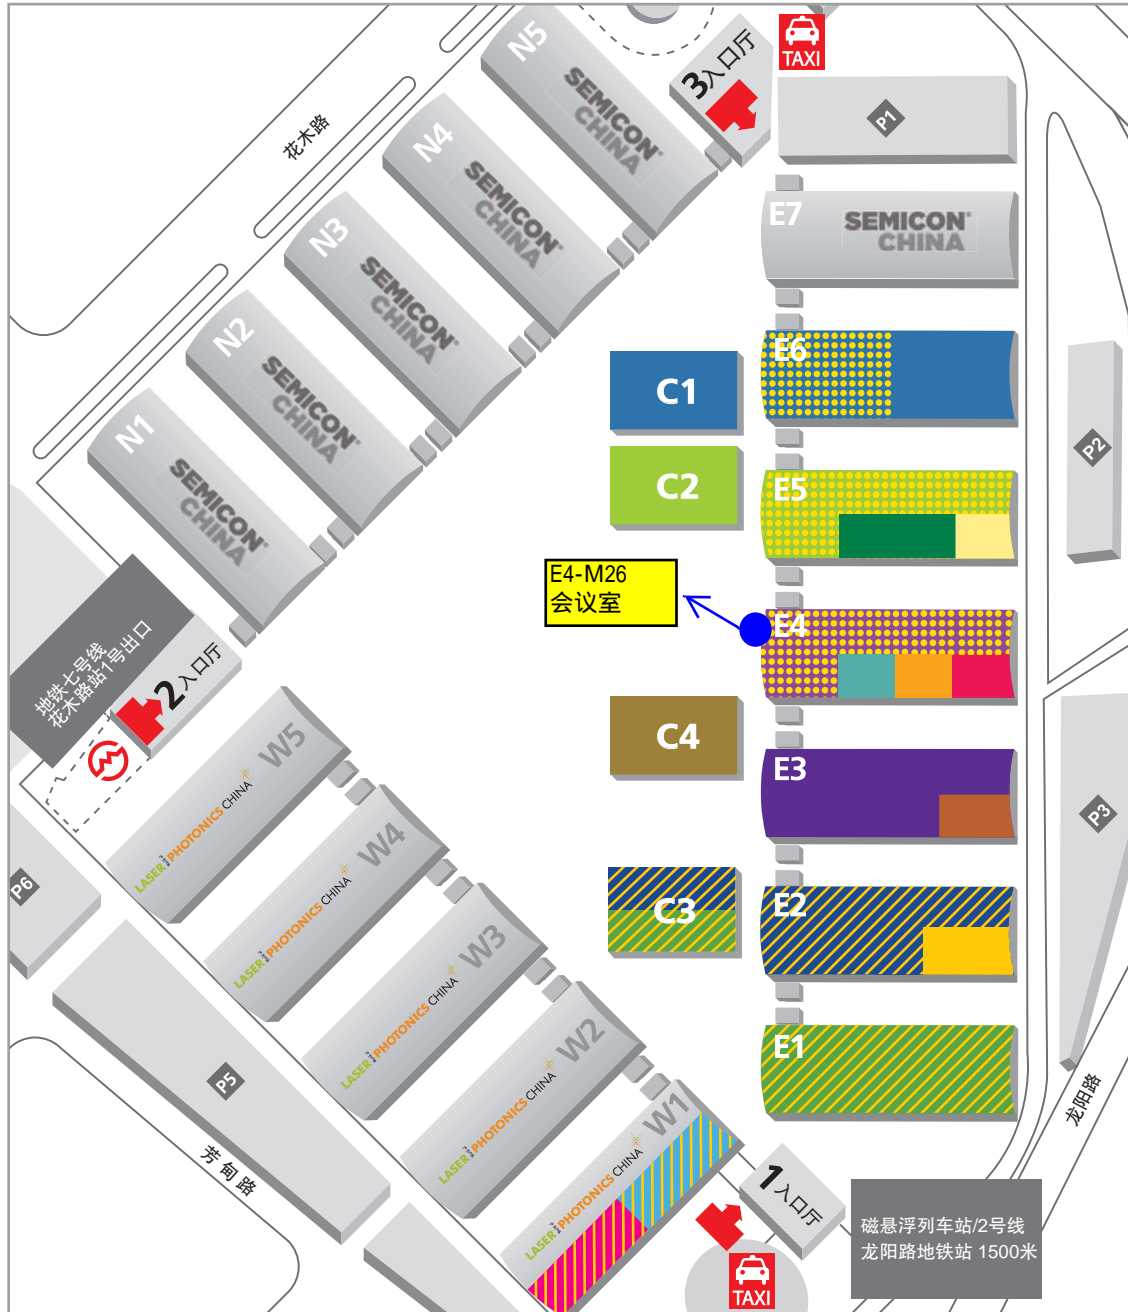 N5
SEMICON®
CHINA
3入口厅
TAXI
P1
花木路
N4
SEMICON®
CHINA
E7
SEMICON®
CHINA
N3
SEMICON®
CHINA
N2
SEMICON®
CHINA
E6
C1
P2
N1
SEMICON®
CHINA
C2
E5
E4-M26
会议室
E4
地铁七号线
花木路站1号出口
2入口厅
C4
E3
W5
LASER
PHOTONICS CHINA
P3
W4
LASER
PHOTONICS CHINA
P6
C3
E2
W3
LASER
PHOTONICS CHINA
W2
LASER
PHOTONICS CHINA
E1
P5
龙阳路
W1
LASER
PHOTONICS CHINA
芳甸路
1入口厅
磁悬浮列车站/2号线
龙阳路地铁站 1500米
TAXI